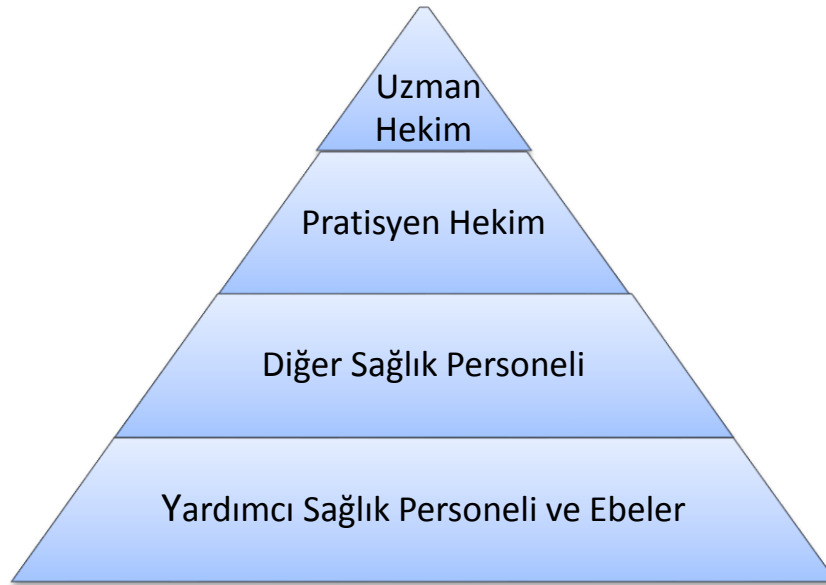 Uzman
Hekim
Pratisyen Hekim
Diğer Sağlık Personeli
Yardımcı Sağlık Personeli ve Ebeler